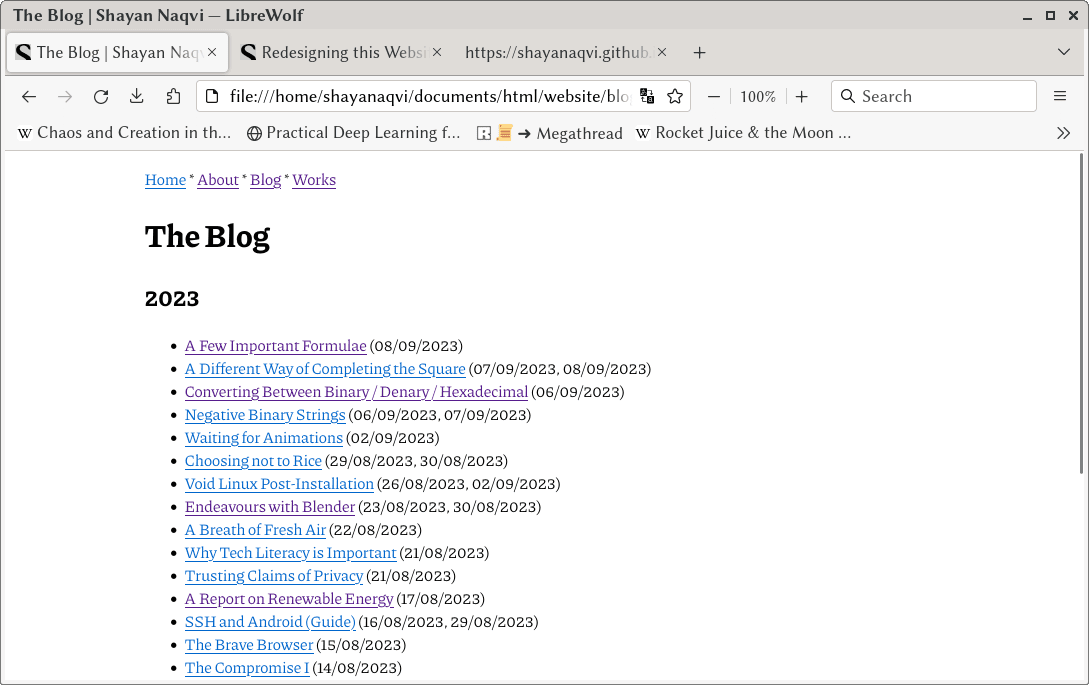 The Blog | Shayan Naqvi — LibreWolf
The Blog | Shayan Naq
Redesigning this Websi
https://shayanaqvi.github.
file:///home/shayanaqvi/documents/html/website/blo
100%
Search
Chaos and Creation in th...
Practical Deep Learning f...
➜ Megathread
Rocket Juice & the Moon ...
Home * About * Blog * Works
The Blog
2023
• A Few Important Formulae (08/09/2023)
• A Different Way of Completing the Square (07/09/2023, 08/09/2023)
• Converting Between Binary / Denary / Hexadecimal (06/09/2023)
• Negative Binary Strings (06/09/2023, 07/09/2023)
• Waiting for Animations (02/09/2023)
• Choosing not to Rice (29/08/2023, 30/08/2023)
• Void Linux Post-Installation (26/08/2023, 02/09/2023)
• Endeavours with Blender (23/08/2023, 30/08/2023)
• A Breath of Fresh Air (22/08/2023)
• Why Tech Literacy is Important (21/08/2023)
• Trusting Claims of Privacy (21/08/2023)
• A Report on Renewable Energy (17/08/2023)
• SSH and Android (Guide) (16/08/2023, 29/08/2023)
• The Brave Browser (15/08/2023)
• The Compromise I (14/08/2023)